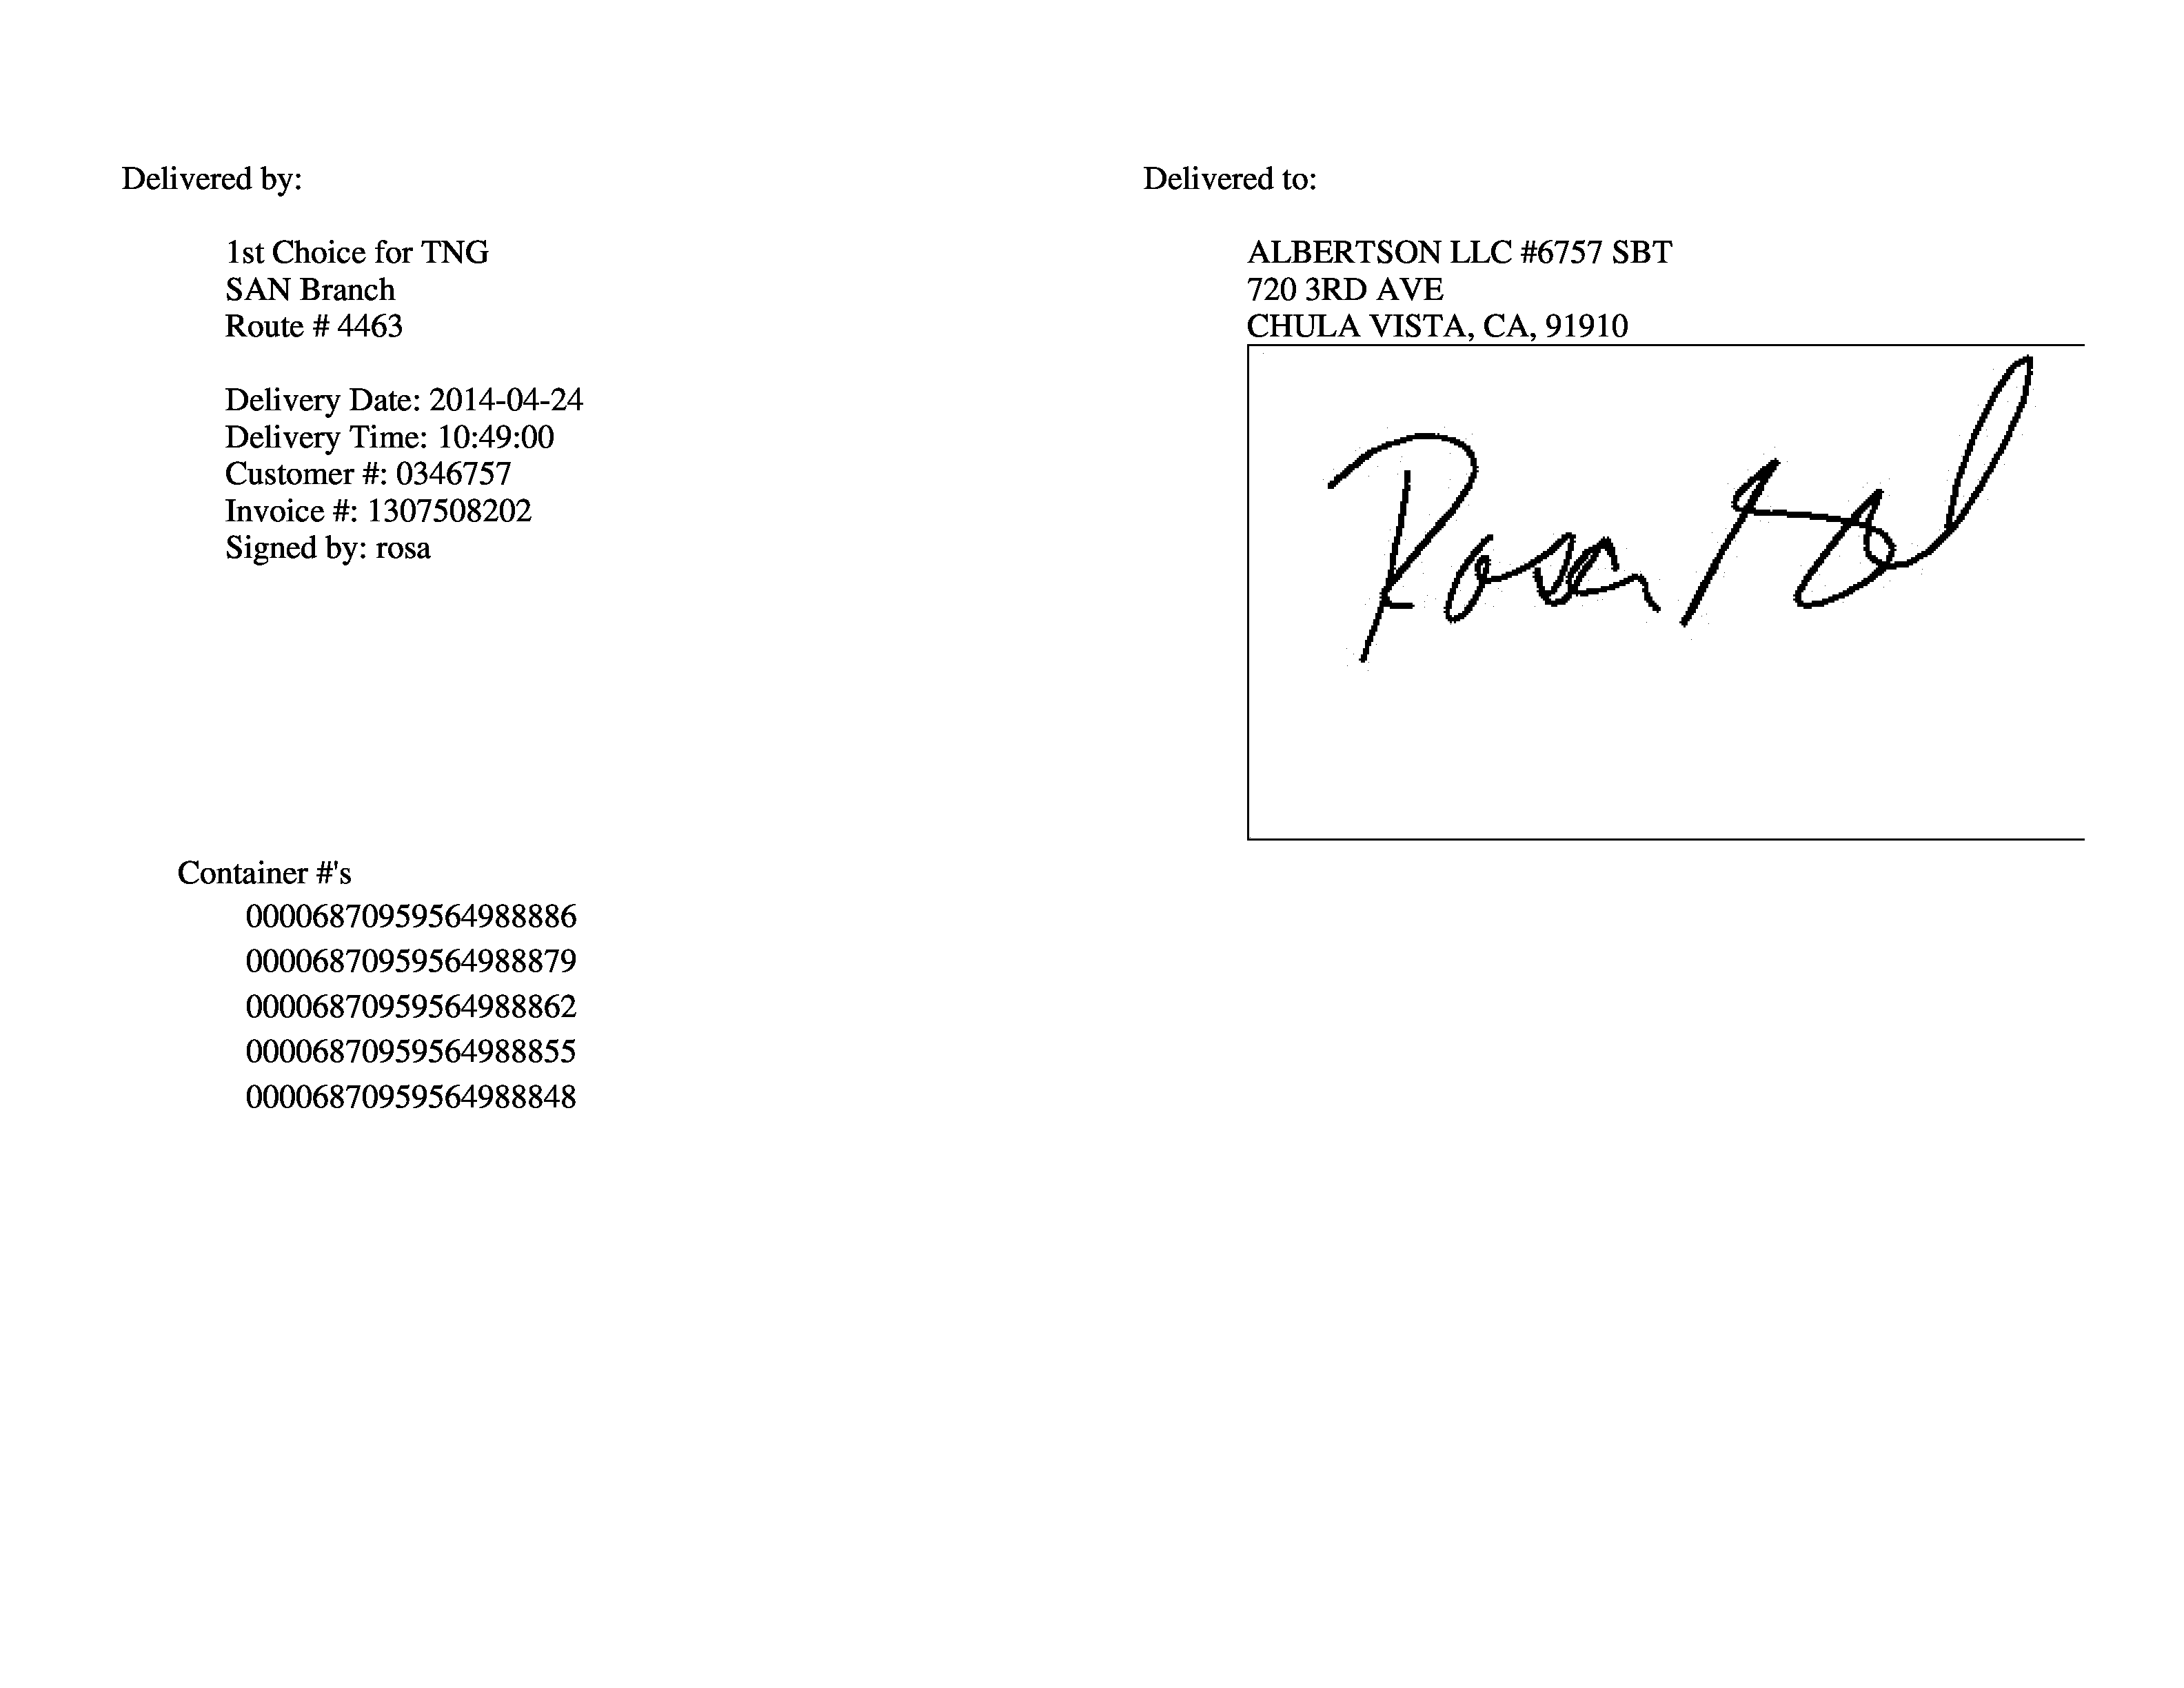 Delivered by:
1st Choice for TNG
SAN Branch
Route # 4463
Delivery Date: 2014-04-24
Delivery Time: 10:49:00
Customer #: 0346757
Invoice #: 1307508202
Signed by: rosa
Delivered to:
ALBERTSON LLC #6757 SBT
720 3RD AVE
CHULA VISTA, CA, 91910
Rosa
Container #'s
00006870959564988886
00006870959564988879
00006870959564988862
00006870959564988855
00006870959564988848